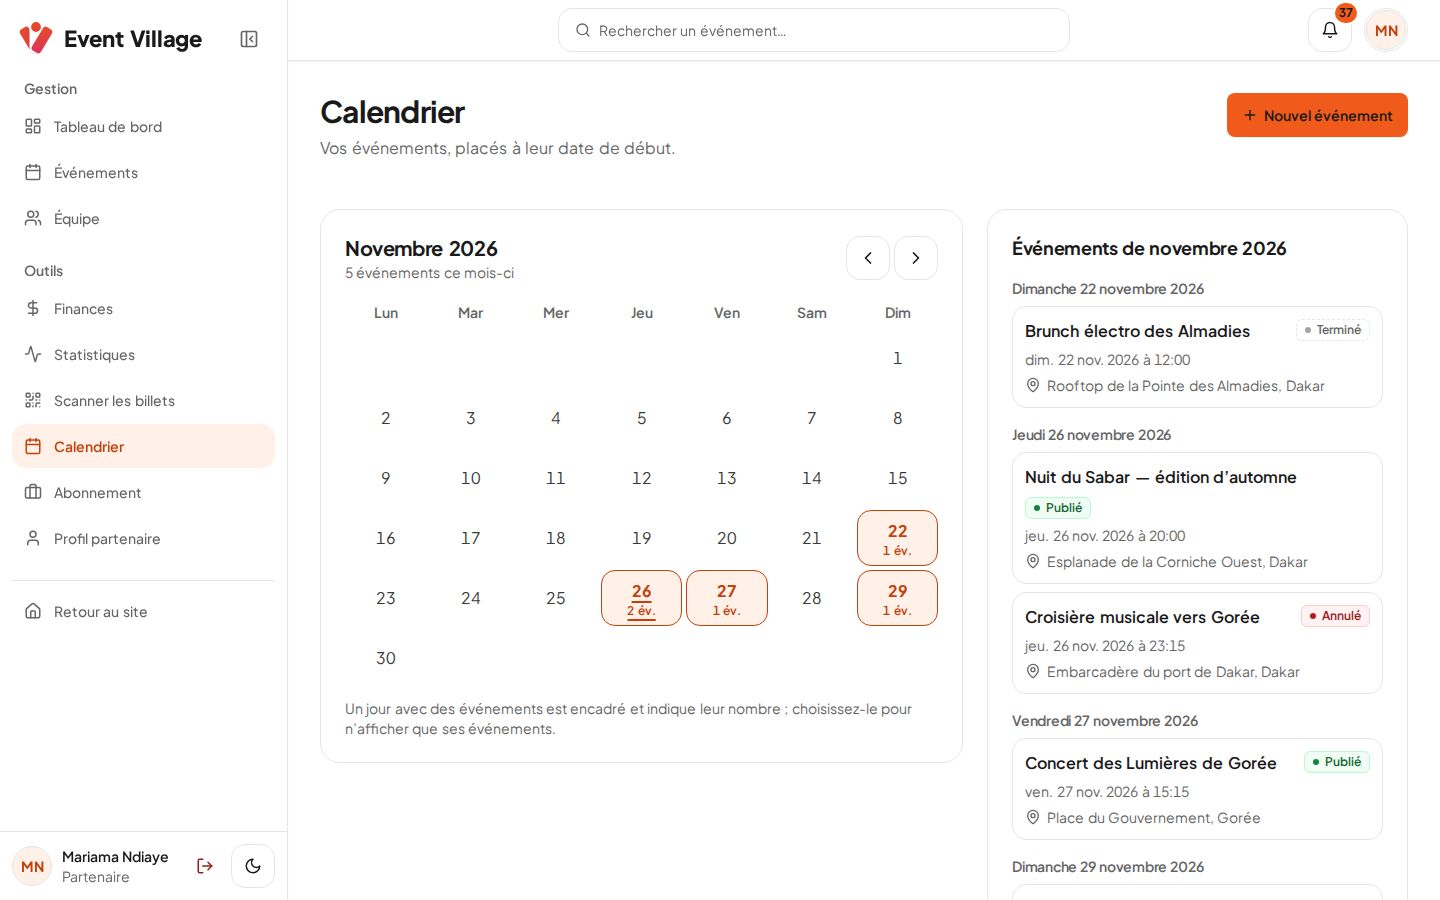 Event Village
Gestion
Tableau de bord
Événements
Équipe
Outils
Finances
Statistiques
Scanner les billets
Calendrier
Abonnement
Profil partenaire
Retour au site
MN
Mariama Ndiaye
Partenaire
Rechercher un événement...
37
MN
Calendrier
Vos événements, placés à leur date de début.
Nouvel événement
Novembre 2026
5 événements ce mois-ci
Lun Mar Mer Jeu Ven Sam Dim
1
2 3 4 5 6 7 8
9 10 11 12 13 14 15
16 17 18 19 20 21 22
1 év.
23 24 25 26 27 28 29
2 év. 1 év. 1 év.
30
Un jour avec des événements est encadré et indique leur nombre ; choisissez-le pour
n’afficher que ses événements.
Événements de novembre 2026
Dimanche 22 novembre 2026
Brunch électro des Almadies
Terminé
dim. 22 nov. 2026 à 12:00
Rooftop de la Pointe des Almadies, Dakar
Jeudi 26 novembre 2026
Nuit du Sabar — édition d’automne
Publié
jeu. 26 nov. 2026 à 20:00
Esplanade de la Corniche Ouest, Dakar
Croisière musicale vers Gorée
Annulé
jeu. 26 nov. 2026 à 23:15
Embarcadère du port de Dakar, Dakar
Vendredi 27 novembre 2026
Concert des Lumières de Gorée
Publié
ven. 27 nov. 2026 à 15:15
Place du Gouvernement, Gorée
Dimanche 29 novembre 2026